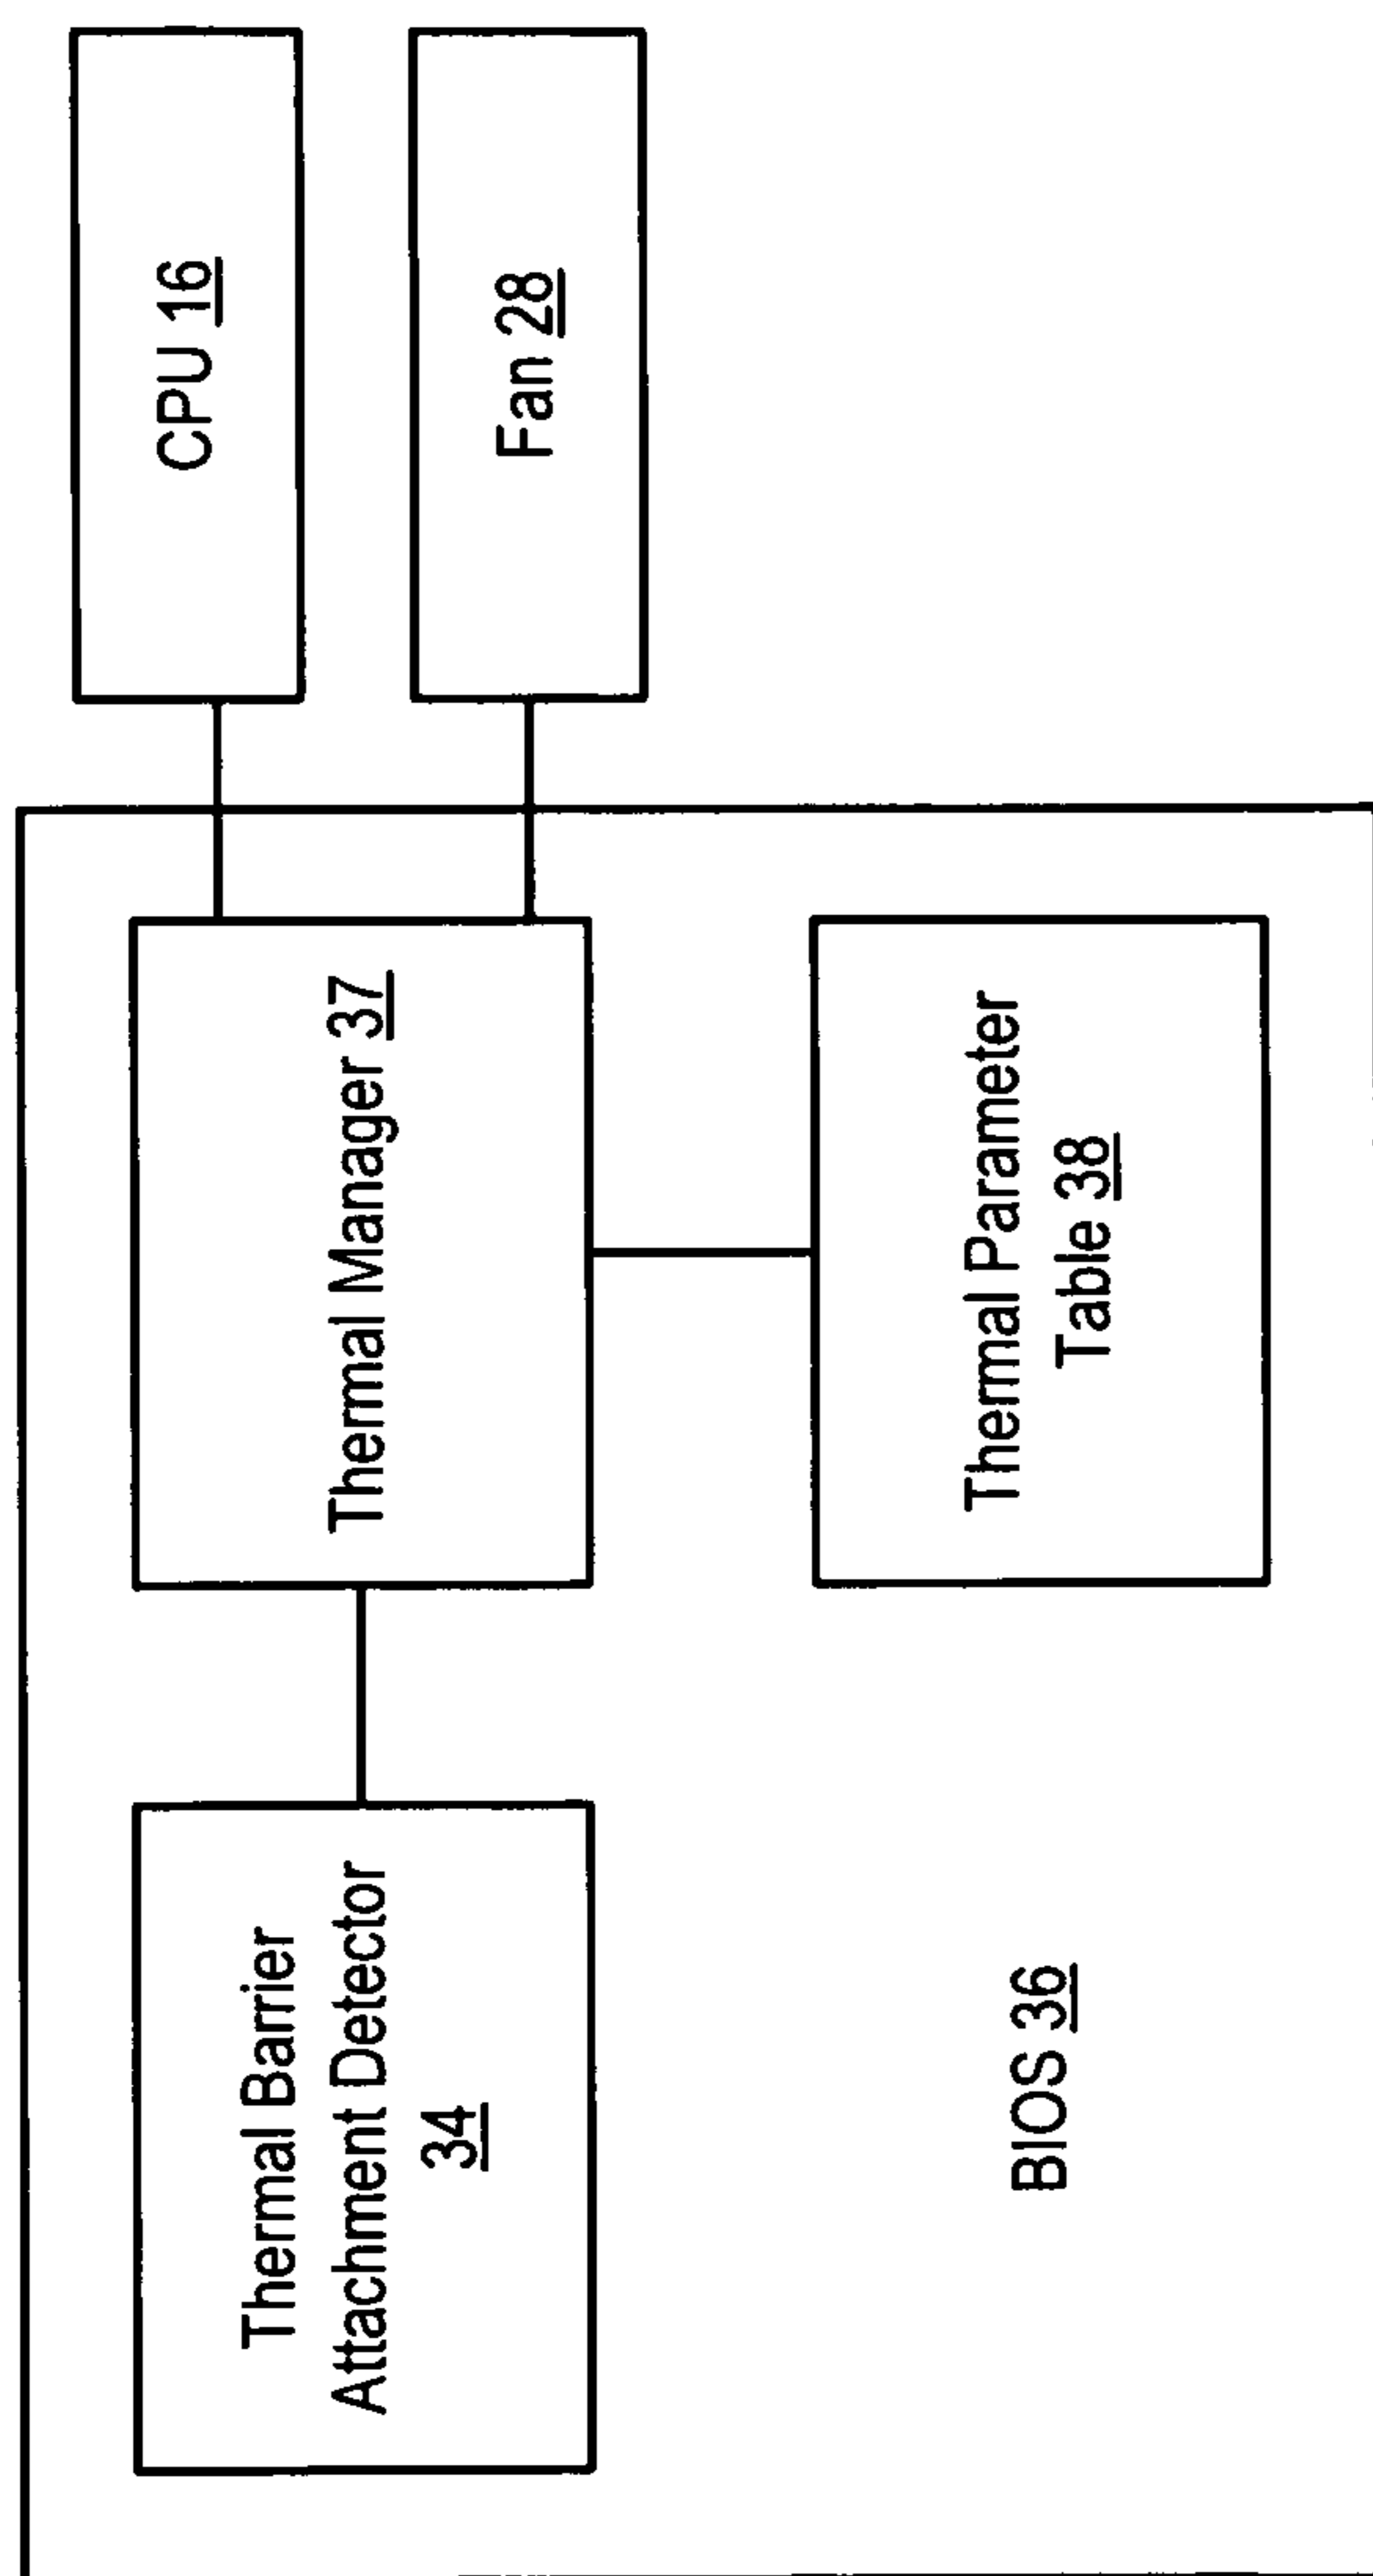 Thermal Barrier
Attachment Detector
34
Thermal Manager 37
CPU 16
Fan 28
BIOS 36
Thermal Parameter
Table 38